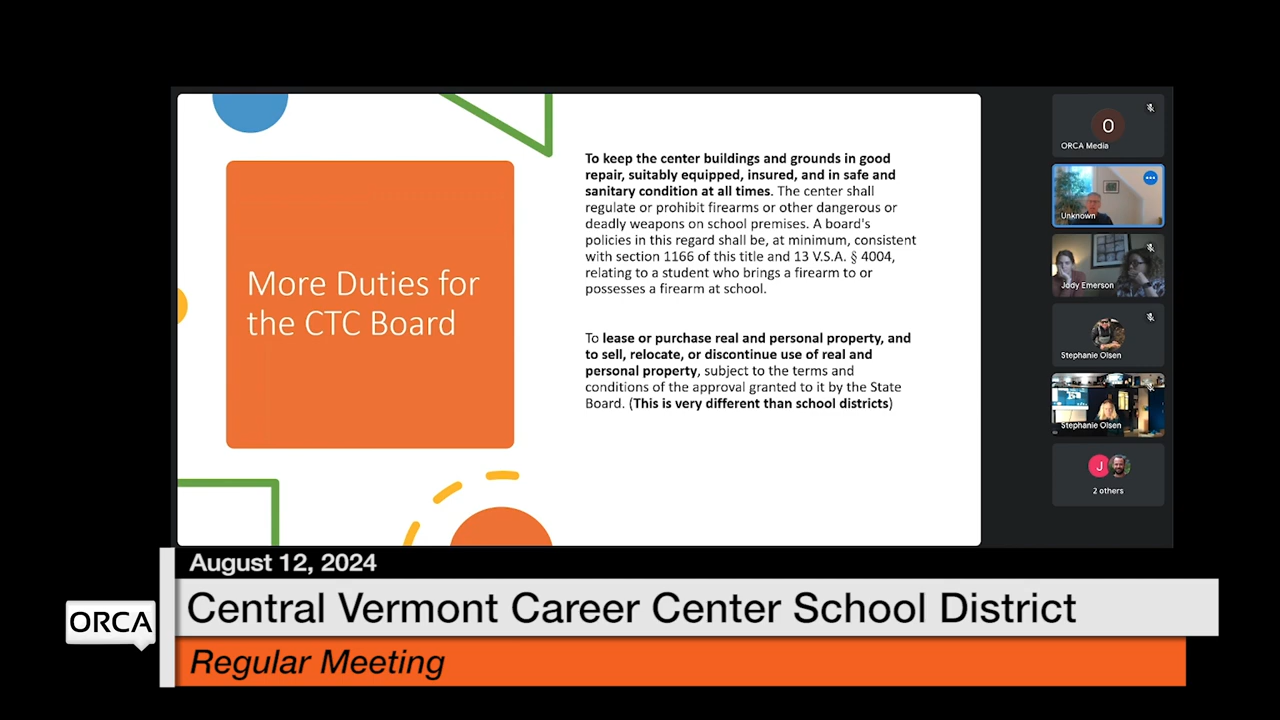 More Duties for
the CTC Board
To keep the center buildings and grounds in good
repair, suitably equipped, insured, and in safe and
sanitary condition at all times. The center shall
regulate or prohibit firearms or other dangerous or
deadly weapons on school premises. A board's
policies in this regard shall be, at minimum, consistent
with section 1166 of this title and 13 V.S.A. § 4004,
relating to a student who brings a firearm to or
possesses a firearm at school.
To lease or purchase real and personal property, and
to sell, relocate, or discontinue use of real and
personal property, subject to the terms and
conditions of the approval granted to it by the State
Board. (This is very different than school districts)
O
ORCA Media
Unknown
Jody Emerson
Stephanie Olsen
Stephanie Olsen
J
2 others
August 12, 2024
Central Vermont Career Center School District
ORCA
Regular Meeting